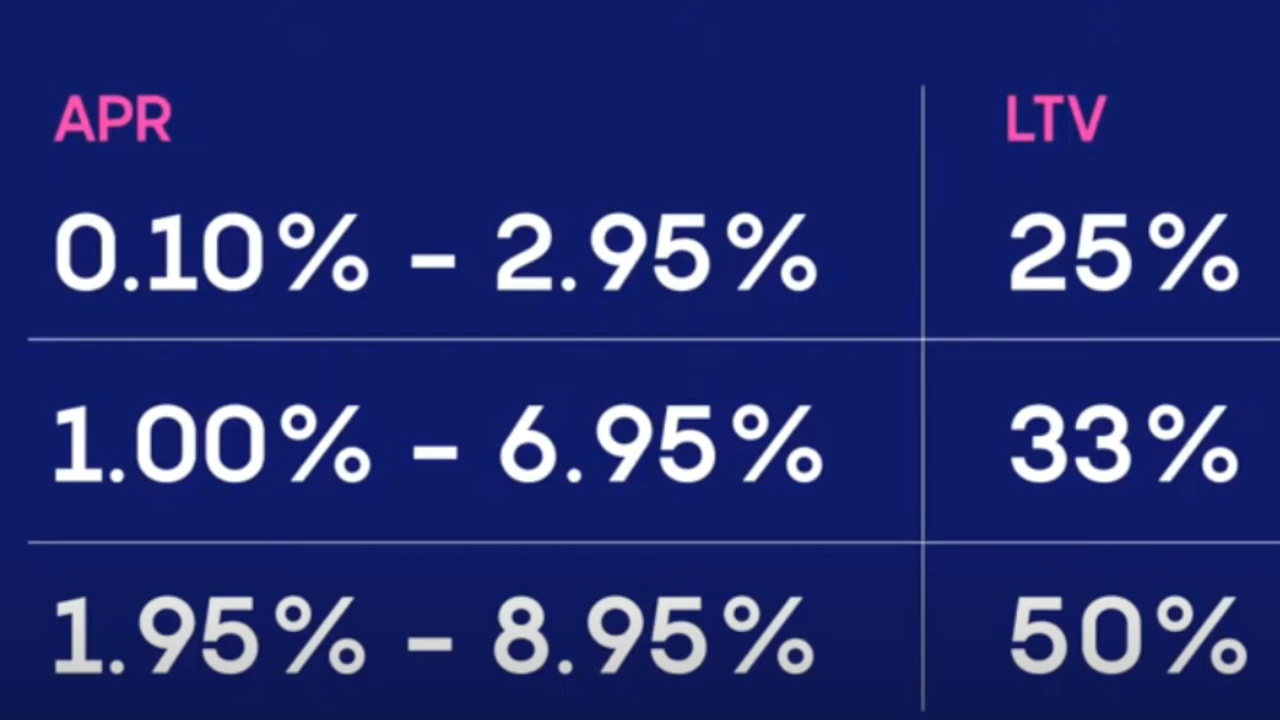 APR LTV
0.10% – 2.95% 25%
1.00% – 6.95% 33%
1.95% – 8.95% 50%